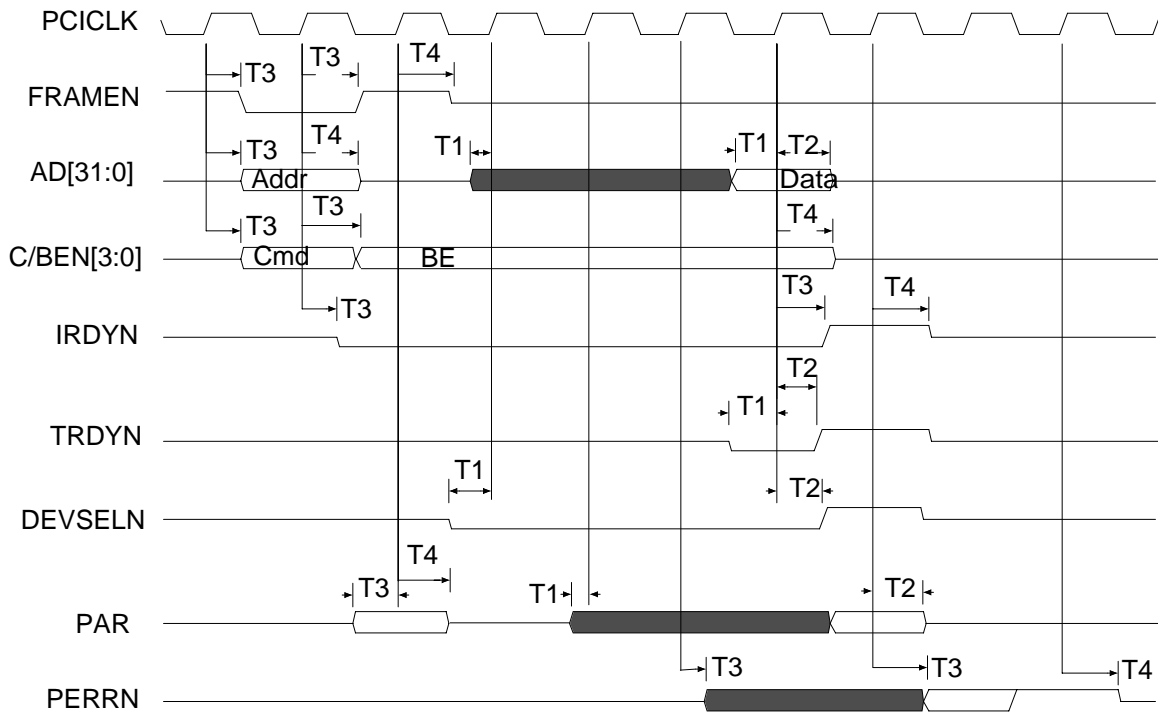 PCICLK
T3 T3 T4
FRAMEN
T3 T4 T1 T1 T2
AD[31:0] Addr Data
T3 T3 T4
C/BEN[3:0] Cmd BE
T3 T3 T4
IRDYN
T2
T1
TRDYN
T1 T2
DEVSELN
T4
T3 T1 T2
PAR
T3 T3 T4
PERRN